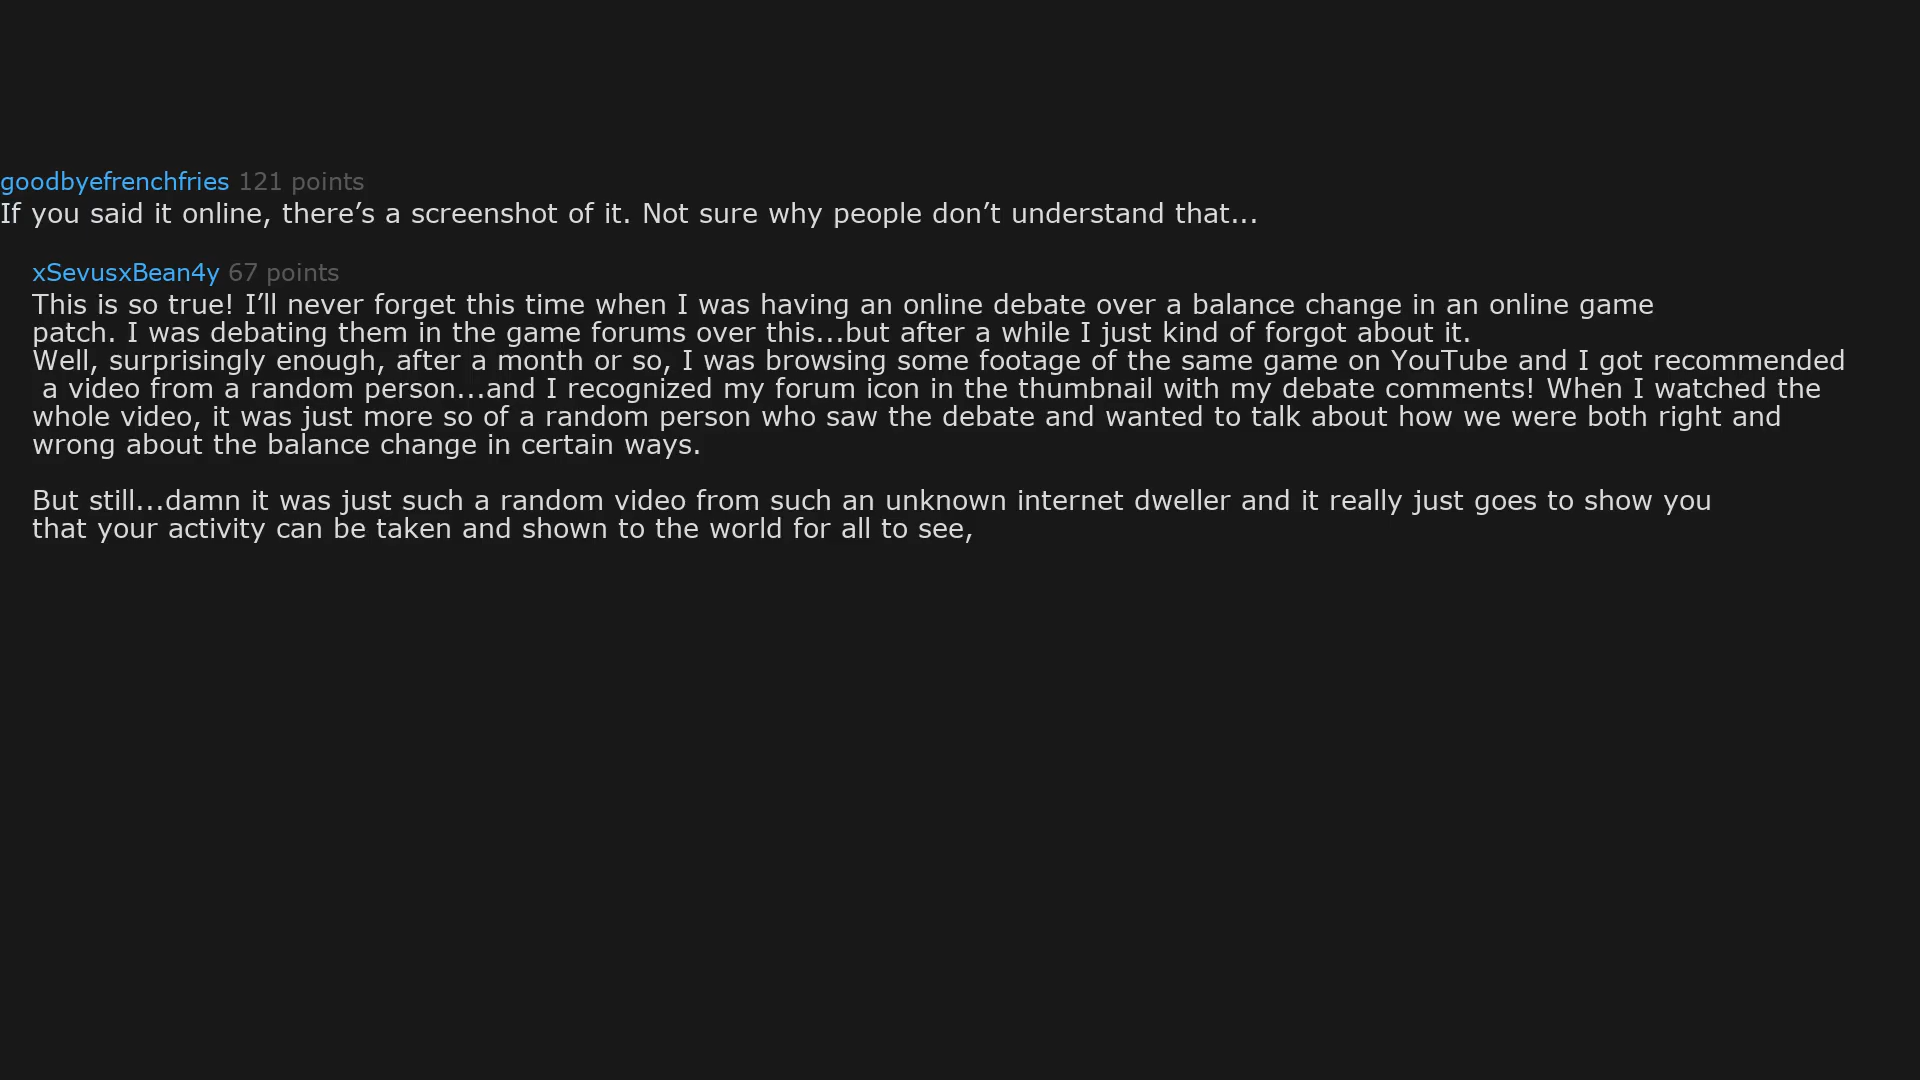 goodbyefrenchfries 121 points
If you said it online, there’s a screenshot of it. Not sure why people don’t understand that...
xSevusxBean4y 67 points
This is so true! I’ll never forget this time when I was having an online debate over a balance change in an online game
patch. I was debating them in the game forums over this...but after a while I just kind of forgot about it.
Well, surprisingly enough, after a month or so, I was browsing some footage of the same game on YouTube and I got recommended
a video from a random person...and I recognized my forum icon in the thumbnail with my debate comments! When I watched the
whole video, it was just more so of a random person who saw the debate and wanted to talk about how we were both right and
wrong about the balance change in certain ways.
But still...damn it was just such a random video from such an unknown internet dweller and it really just goes to show you
that your activity can be taken and shown to the world for all to see,